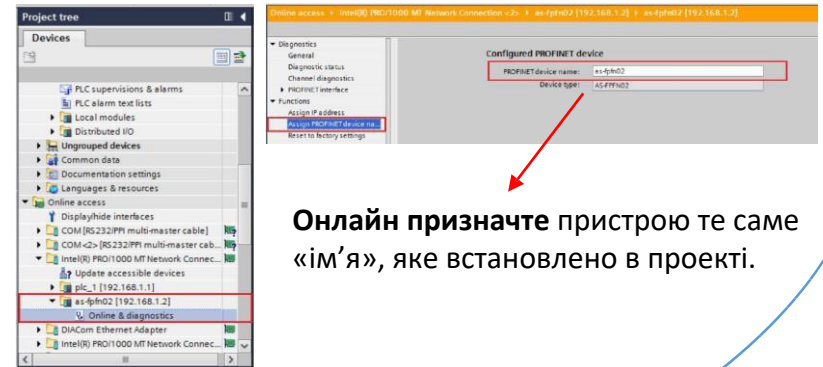 Project tree
Devices
PLC supervisions & alarms
PLC alarm text lists
Local modules
Distributed I/O
Ungrouped devices
Common data
Documentation settings
Languages & resources
Online access
Display/hide interfaces
COM [RS232/PPI multi-master cable]
COM <2> [RS232/PPI multi-master cab...
Intel(R) PRO/1000 MT Network Connec...
Update accessible devices
plc_1 [192.168.1.1]
as-fpfn02 [192.168.1.2]
Online & diagnostics
DIACom Ethernet Adapter
Intel(R) PRO/1000 MT Network Connec...
Online access ▸ Intel(R) PRO/1000 MT Network Connection <2> ▸ as-fpfn02 [192.168.1.2] ▸ as-fpfn02 [192.168.1.2]
Diagnostics
General
Diagnostic status
Channel diagnostics
PROFINET interface
Functions
Assign IP address
Assign PROFINET device na...
Reset to factory settings
Configured PROFINET device
PROFINET device name: as-fpfn02
Device type: AS-FPFN02
Онлайн призначте пристрою те саме
«ім’я», яке встановлено в проекті.